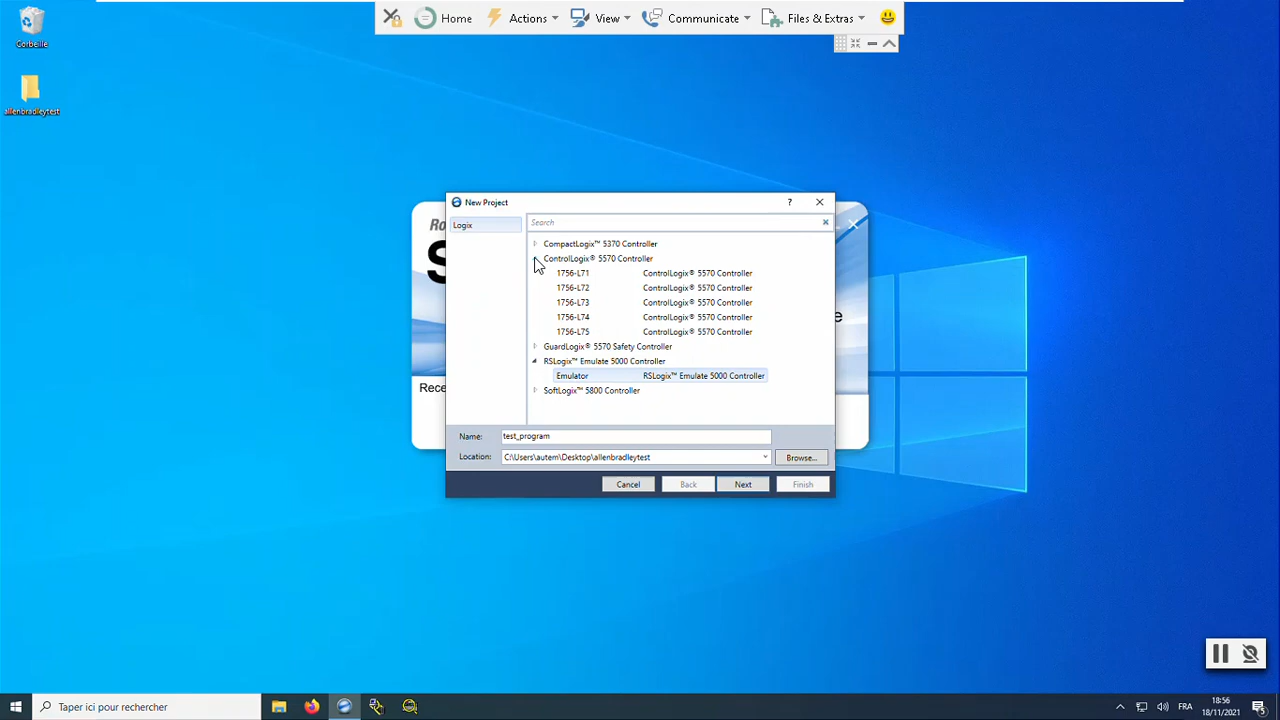 Home Actions View Communicate Files & Extras
Corbeille
allenbradleytest
New Project ?
Logix
Search
CompactLogix™ 5370 Controller
ControlLogix® 5570 Controller
1756-L71 ControlLogix® 5570 Controller
1756-L72 ControlLogix® 5570 Controller
1756-L73 ControlLogix® 5570 Controller
1756-L74 ControlLogix® 5570 Controller
1756-L75 ControlLogix® 5570 Controller
GuardLogix® 5570 Safety Controller
RSLogix™ Emulate 5000 Controller
Emulator RSLogix™ Emulate 5000 Controller
SoftLogix™ 5800 Controller
Name: test_program
Location: C:\Users\autem\Desktop\allenbradleytest Browse...
Cancel Back Next Finish
Ro
S
e
Rece
Taper ici pour rechercher
FRA
18:56
18/11/2021
5